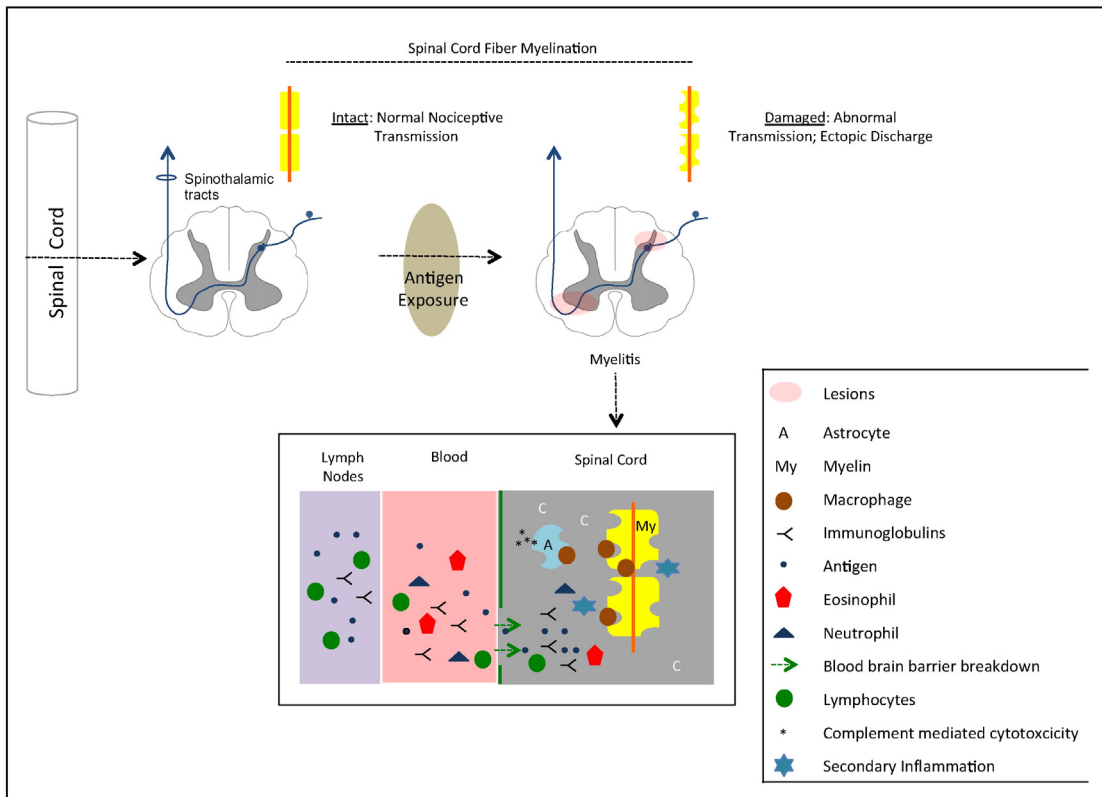 Spinal Cord Fiber Myelination
Intact: Normal Nociceptive
Transmission
Damaged: Abnormal
Transmission; Ectopic Discharge
Spinal Cord
Spinothalamic
tracts
Antigen
Exposure
Myelitis
Lymph
Nodes
Blood
Spinal Cord
C
C
A
My
C
* * * *
Lesions
A Astrocyte
My Myelin
Macrophage
Immunoglobulins
Antigen
Eosinophil
Neutrophil
Blood brain barrier breakdown
Lymphocytes
* Complement mediated cytotoxcicity
Secondary Inflammation